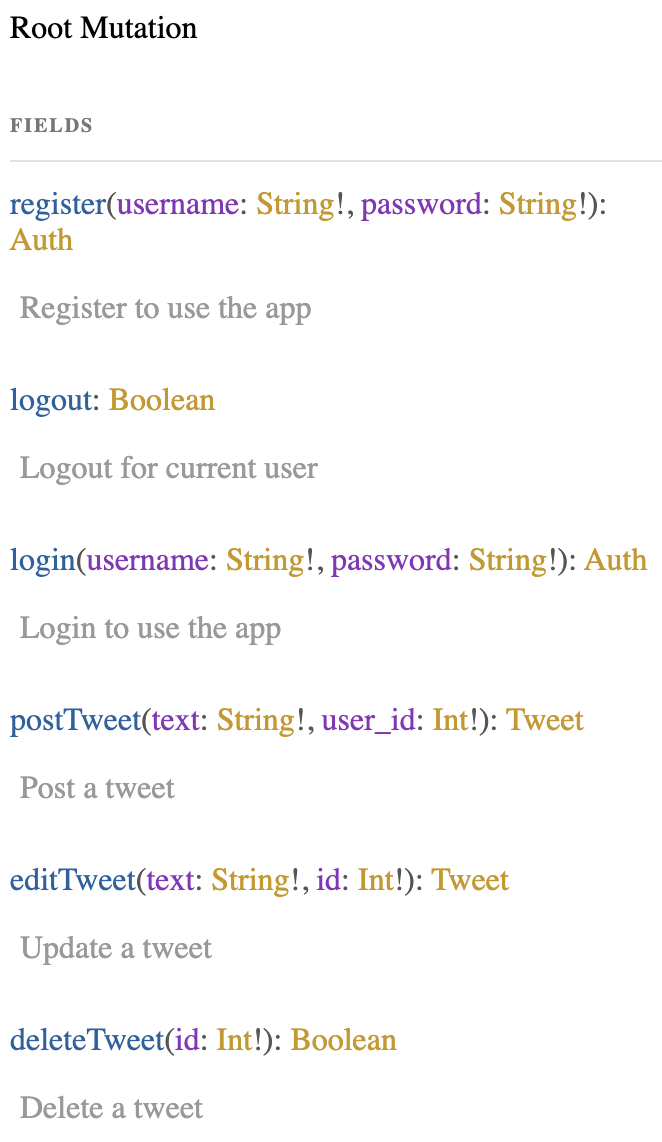 Root Mutation
FIELDS
register(username: String!, password: String!):
Auth
Register to use the app
logout: Boolean
Logout for current user
login(username: String!, password: String!): Auth
Login to use the app
postTweet(text: String!, user_id: Int!): Tweet
Post a tweet
editTweet(text: String!, id: Int!): Tweet
Update a tweet
deleteTweet(id: Int!): Boolean
Delete a tweet